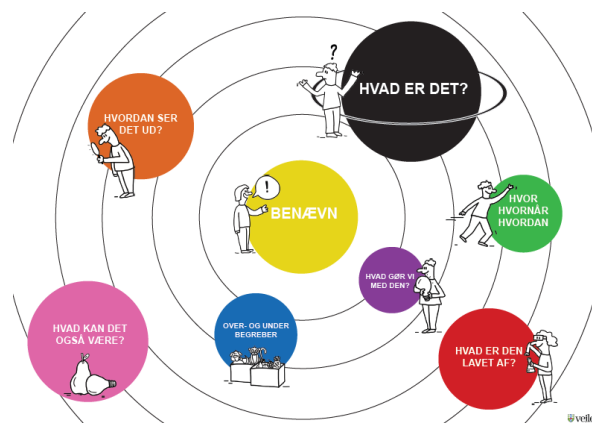 ?
HVAD ER DET?
HVORDAN SER
DET UD?
!
BENÆVN
HVOR
HVORNÅR
HVORDAN
HVAD GØR VI
MED DEN?
HVAD KAN DET
OGSÅ VÆRE?
OVER- OG UNDER
BEGREBER
HVAD ER DEN
LAVET AF?